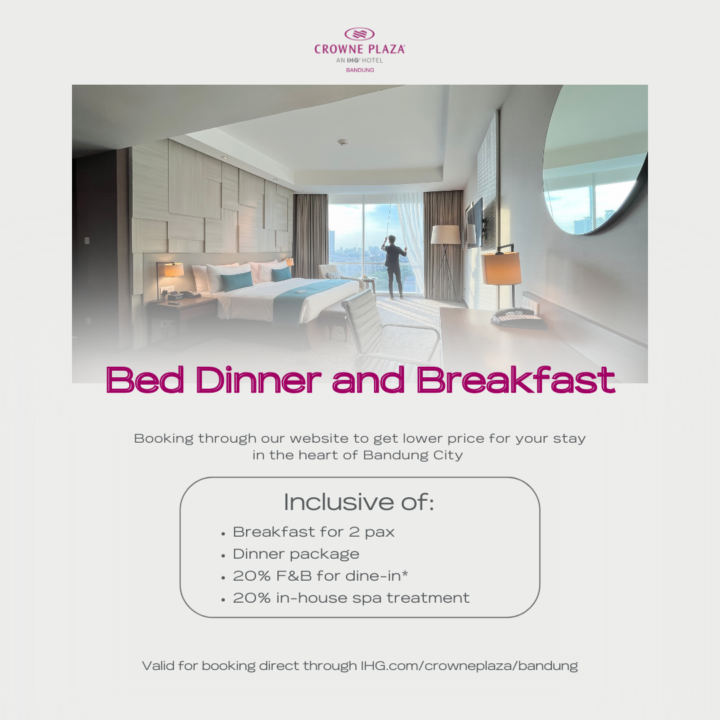 CROWNE PLAZA®
AN IHG® HOTEL
BANDUNG
Bed Dinner and Breakfast
Booking through our website to get lower price for your stay
in the heart of Bandung City
Inclusive of:
• Breakfast for 2 pax
• Dinner package
• 20% F&B for dine-in*
• 20% in-house spa treatment
Valid for booking direct through IHG.com/crowneplaza/bandung